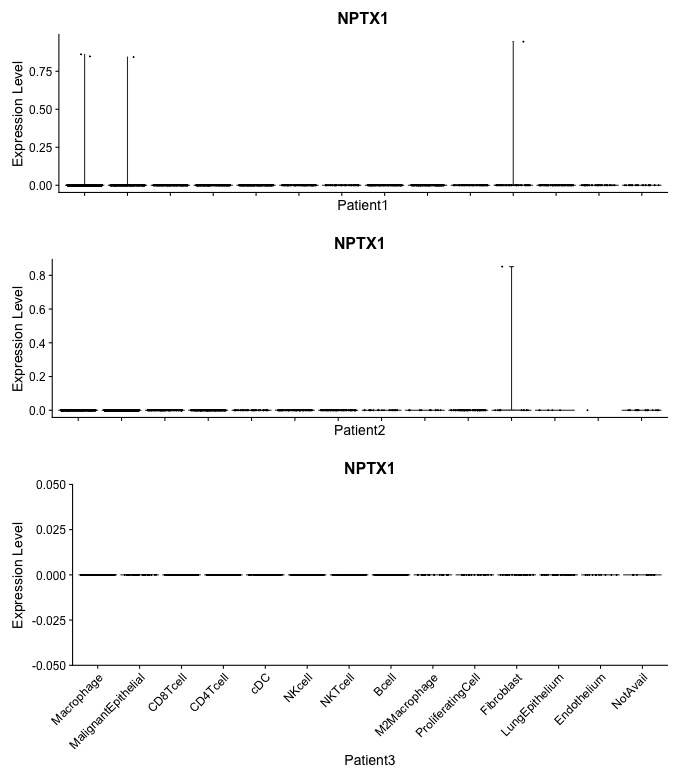 NPTX1
Expression Level
0.75
0.50
0.25
0.00
Patient1
NPTX1
Expression Level
0.8
0.6
0.4
0.2
0.0
Patient2
NPTX1
Expression Level
0.050
0.025
0.000
-0.025
-0.050
Macrophage
MalignantEpithelial
CD8Tcell
CD4Tcell
cDC
NKcell
NKTcell
Bcell
M2Macrophage
ProliferatingCell
Fibroblast
LungEpithelium
Endothelium
NotAvail
Patient3